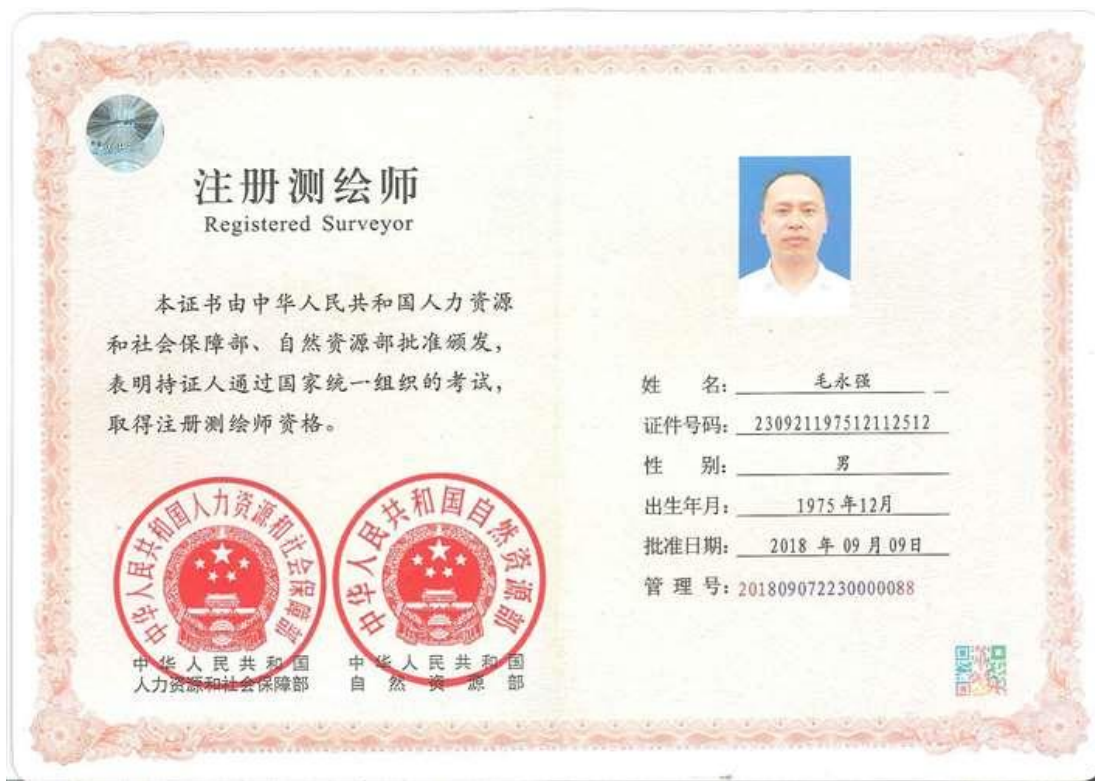 注册测绘师
Registered Surveyor
本证书由中华人民共和国人力资源
和社会保障部、自然资源部批准颁发，
表明持证人通过国家统一组织的考试，
取得注册测绘师资格。
中华人民共和国人力资源和社会保障部
中华人民共和国自然资源部
中华人民共和国
人力资源和社会保障部
中华人民共和国
自然资源部
姓 名: 毛永强
证件号码: 230921197512112512
性 别: 男
出生年月: 1975年12月
批准日期: 2018 年 09 月 09日
管 理 号: 201809072230000088